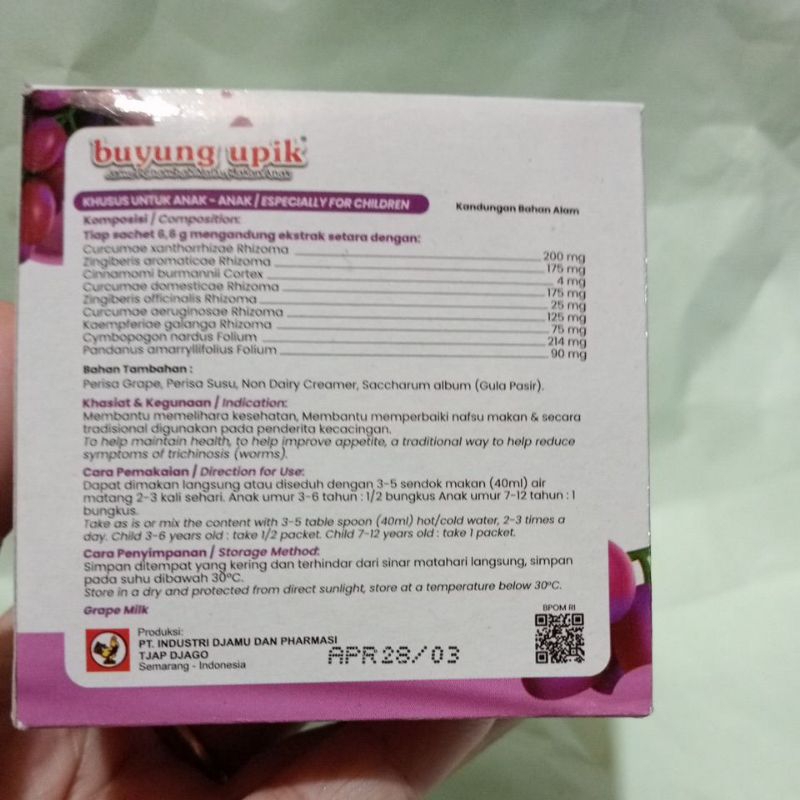 buyung upik
KHUSUS UNTUK ANAK - ANAK / ESPECIALLY FOR CHILDREN
Kandungan Bahan Alam
Komposisi / Composition:
Tiap sachet 6,6 g mengandung ekstrak setara dengan:
Curcumae xanthorrhizae Rhizoma 200 mg
Zingiberis aromaticae Rhizoma 175 mg
Cinnamomi burmannii Cortex 4 mg
Curcumae domesticae Rhizoma 175 mg
Zingiberis officinalis Rhizoma 25 mg
Curcumae aeruginosae Rhizoma 125 mg
Kaempferiae galanga Rhizoma 75 mg
Cymbopogon nardus Folium 214 mg
Pandanus amarryllifolius Folium 90 mg
Bahan Tambahan :
Perisa Grape, Perisa Susu, Non Dairy Creamer, Saccharum album (Gula Pasir).
Khasiat & Kegunaan / Indication:
Membantu memelihara kesehatan, Membantu memperbaiki nafsu makan & secara
tradisional digunakan pada penderita kecacingan.
To help maintain health, to help improve appetite, a traditional way to help reduce
symptoms of trichinosis (worms).
Cara Pemakaian / Direction for Use:
Dapat dimakan langsung atau diseduh dengan 3-5 sendok makan (40ml) air
matang 2-3 kali sehari. Anak umur 3-6 tahun : 1/2 bungkus Anak umur 7-12 tahun : 1
bungkus.
Take as is or mix the content with 3-5 table spoon (40ml) hot/cold water, 2-3 times a
day. Child 3-6 years old : take 1/2 packet. Child 7-12 years old : take 1 packet.
Cara Penyimpanan / Storage Method:
Simpan ditempat yang kering dan terhindar dari sinar matahari langsung, simpan
pada suhu dibawah 30°C.
Store in a dry and protected from direct sunlight, store at a temperature below 30°C.
Grape Milk
BPOM RI
Produksi:
PT. INDUSTRI DJAMU DAN PHARMASI
TJAP DJAGO
Semarang - Indonesia
APR 28/03